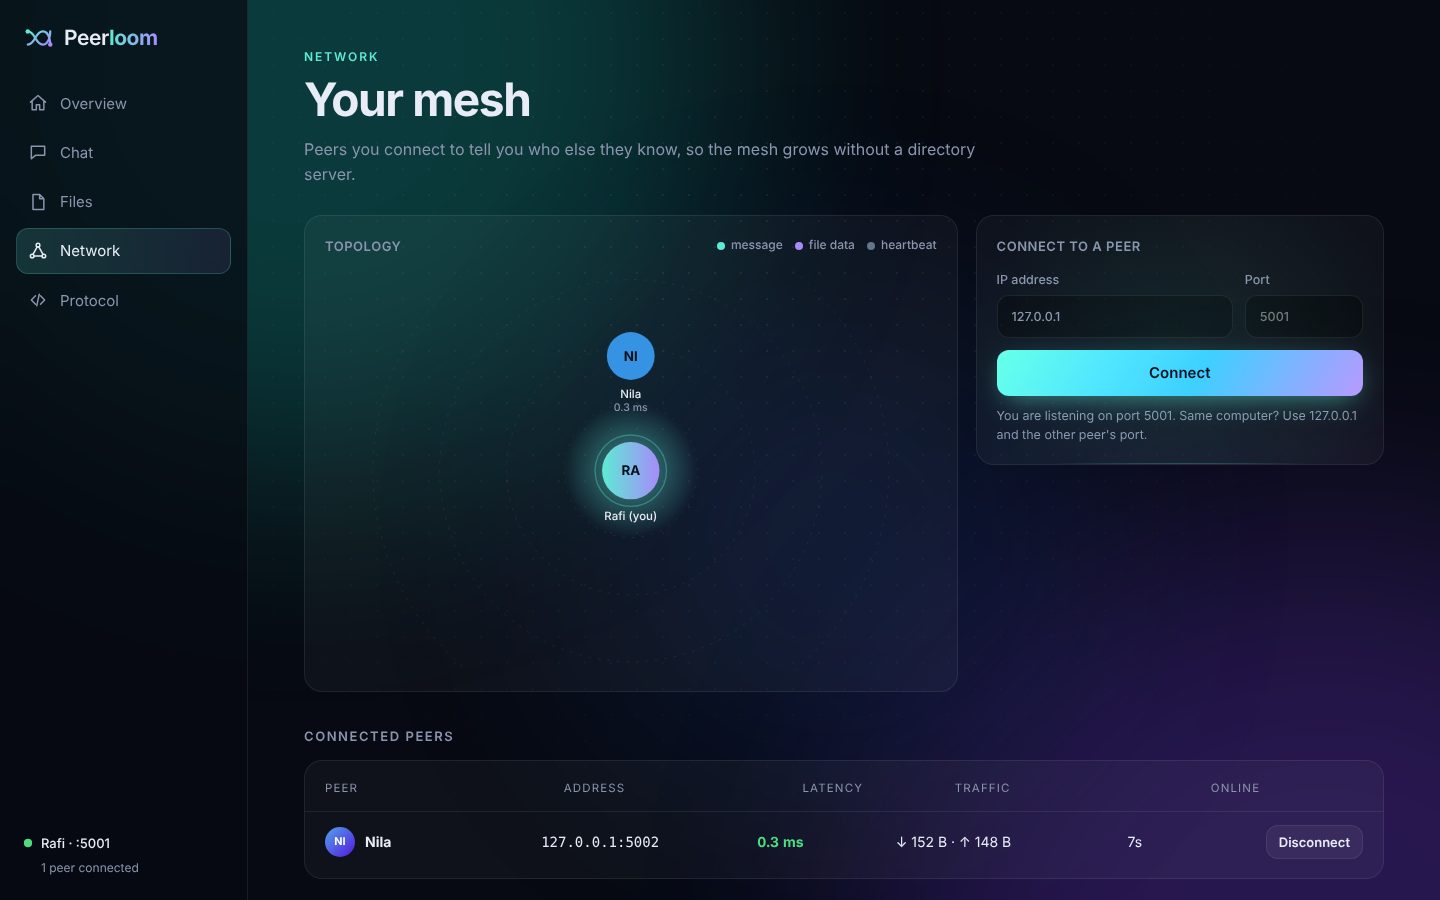 Peerloom
Overview
Chat
Files
Network
Protocol
Rafi · :5001
1 peer connected
NETWORK
Your mesh
Peers you connect to tell you who else they know, so the mesh grows without a directory
server.
TOPOLOGY
message file data heartbeat
NI
Nila
0.3 ms
RA
Rafi (you)
CONNECT TO A PEER
IP address Port
127.0.0.1 5001
Connect
You are listening on port 5001. Same computer? Use 127.0.0.1
and the other peer's port.
CONNECTED PEERS
PEER ADDRESS LATENCY TRAFFIC ONLINE
NI Nila 127.0.0.1:5002 0.3 ms ↓ 152 B · ↑ 148 B 7s Disconnect